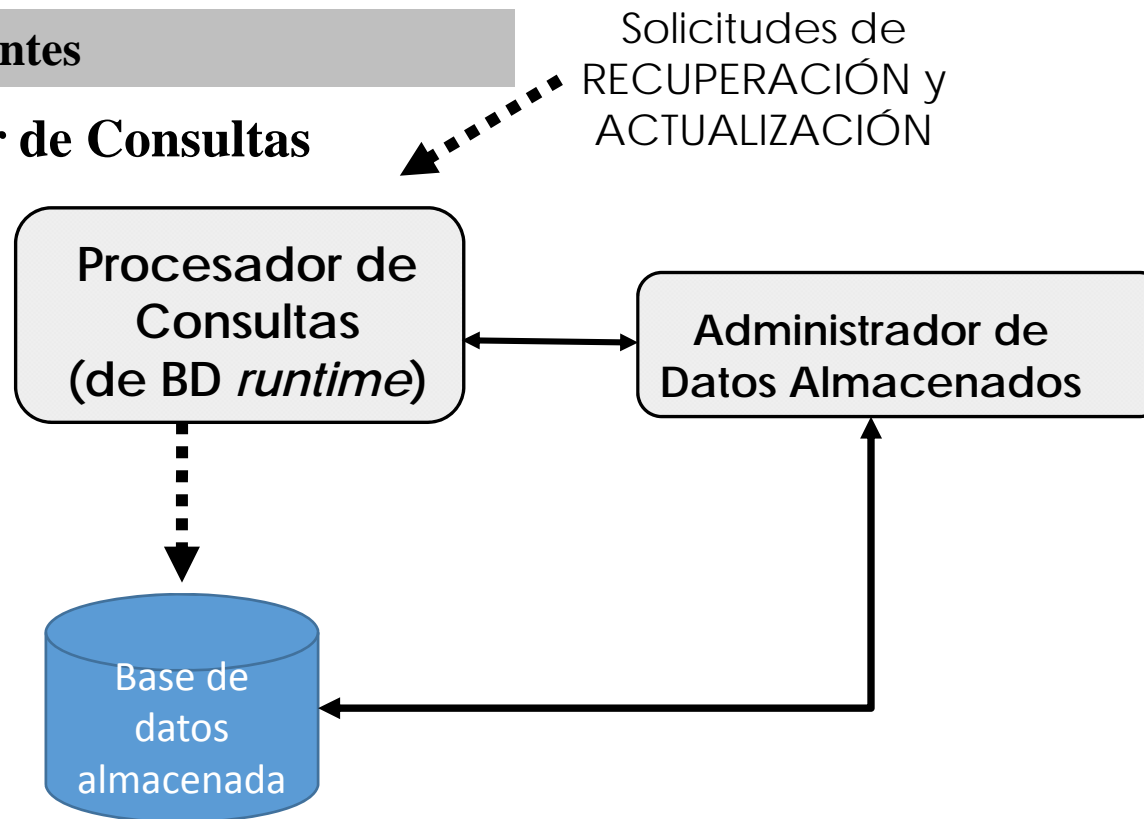 ntes
Solicitudes de
RECUPERACIÓN y
ACTUALIZACIÓN
de Consultas
Procesador de
Consultas
(de BD runtime)
Administrador de
Datos Almacenados
Base de
datos
almacenada